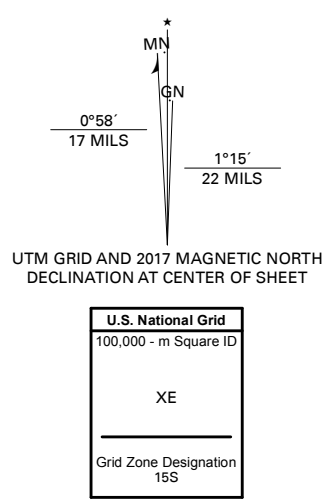 ★
MN
GN
0°58´
17 MILS
1°15´
22 MILS
UTM GRID AND 2017 MAGNETIC NORTH
DECLINATION AT CENTER OF SHEET
U.S. National Grid
100,000 - m Square ID
XE
Grid Zone Designation
15S